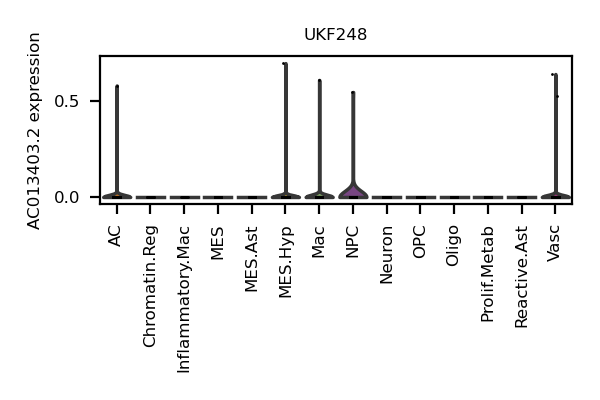 UKF248
AC013403.2 expression
0.5
0.0
AC
Chromatin.Reg
Inflammatory.Mac
MES
MES.Ast
MES.Hyp
Mac
NPC
Neuron
OPC
Oligo
Prolif.Metab
Reactive.Ast
Vasc